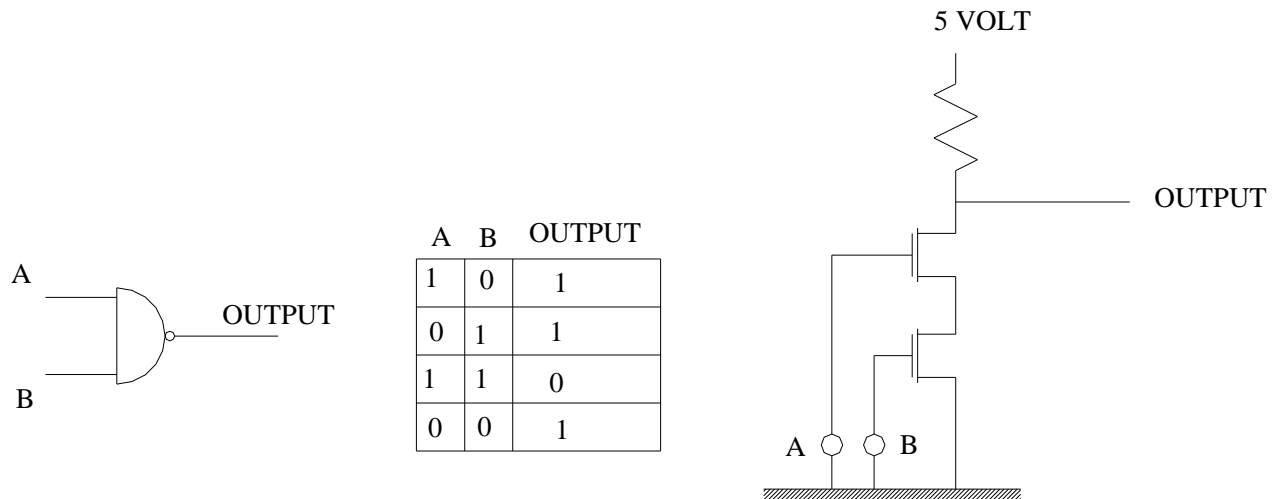 5 VOLT
OUTPUT
A B OUTPUT
1 0 1
0 1 1
1 1 0
0 0 1
A
OUTPUT
B
A B